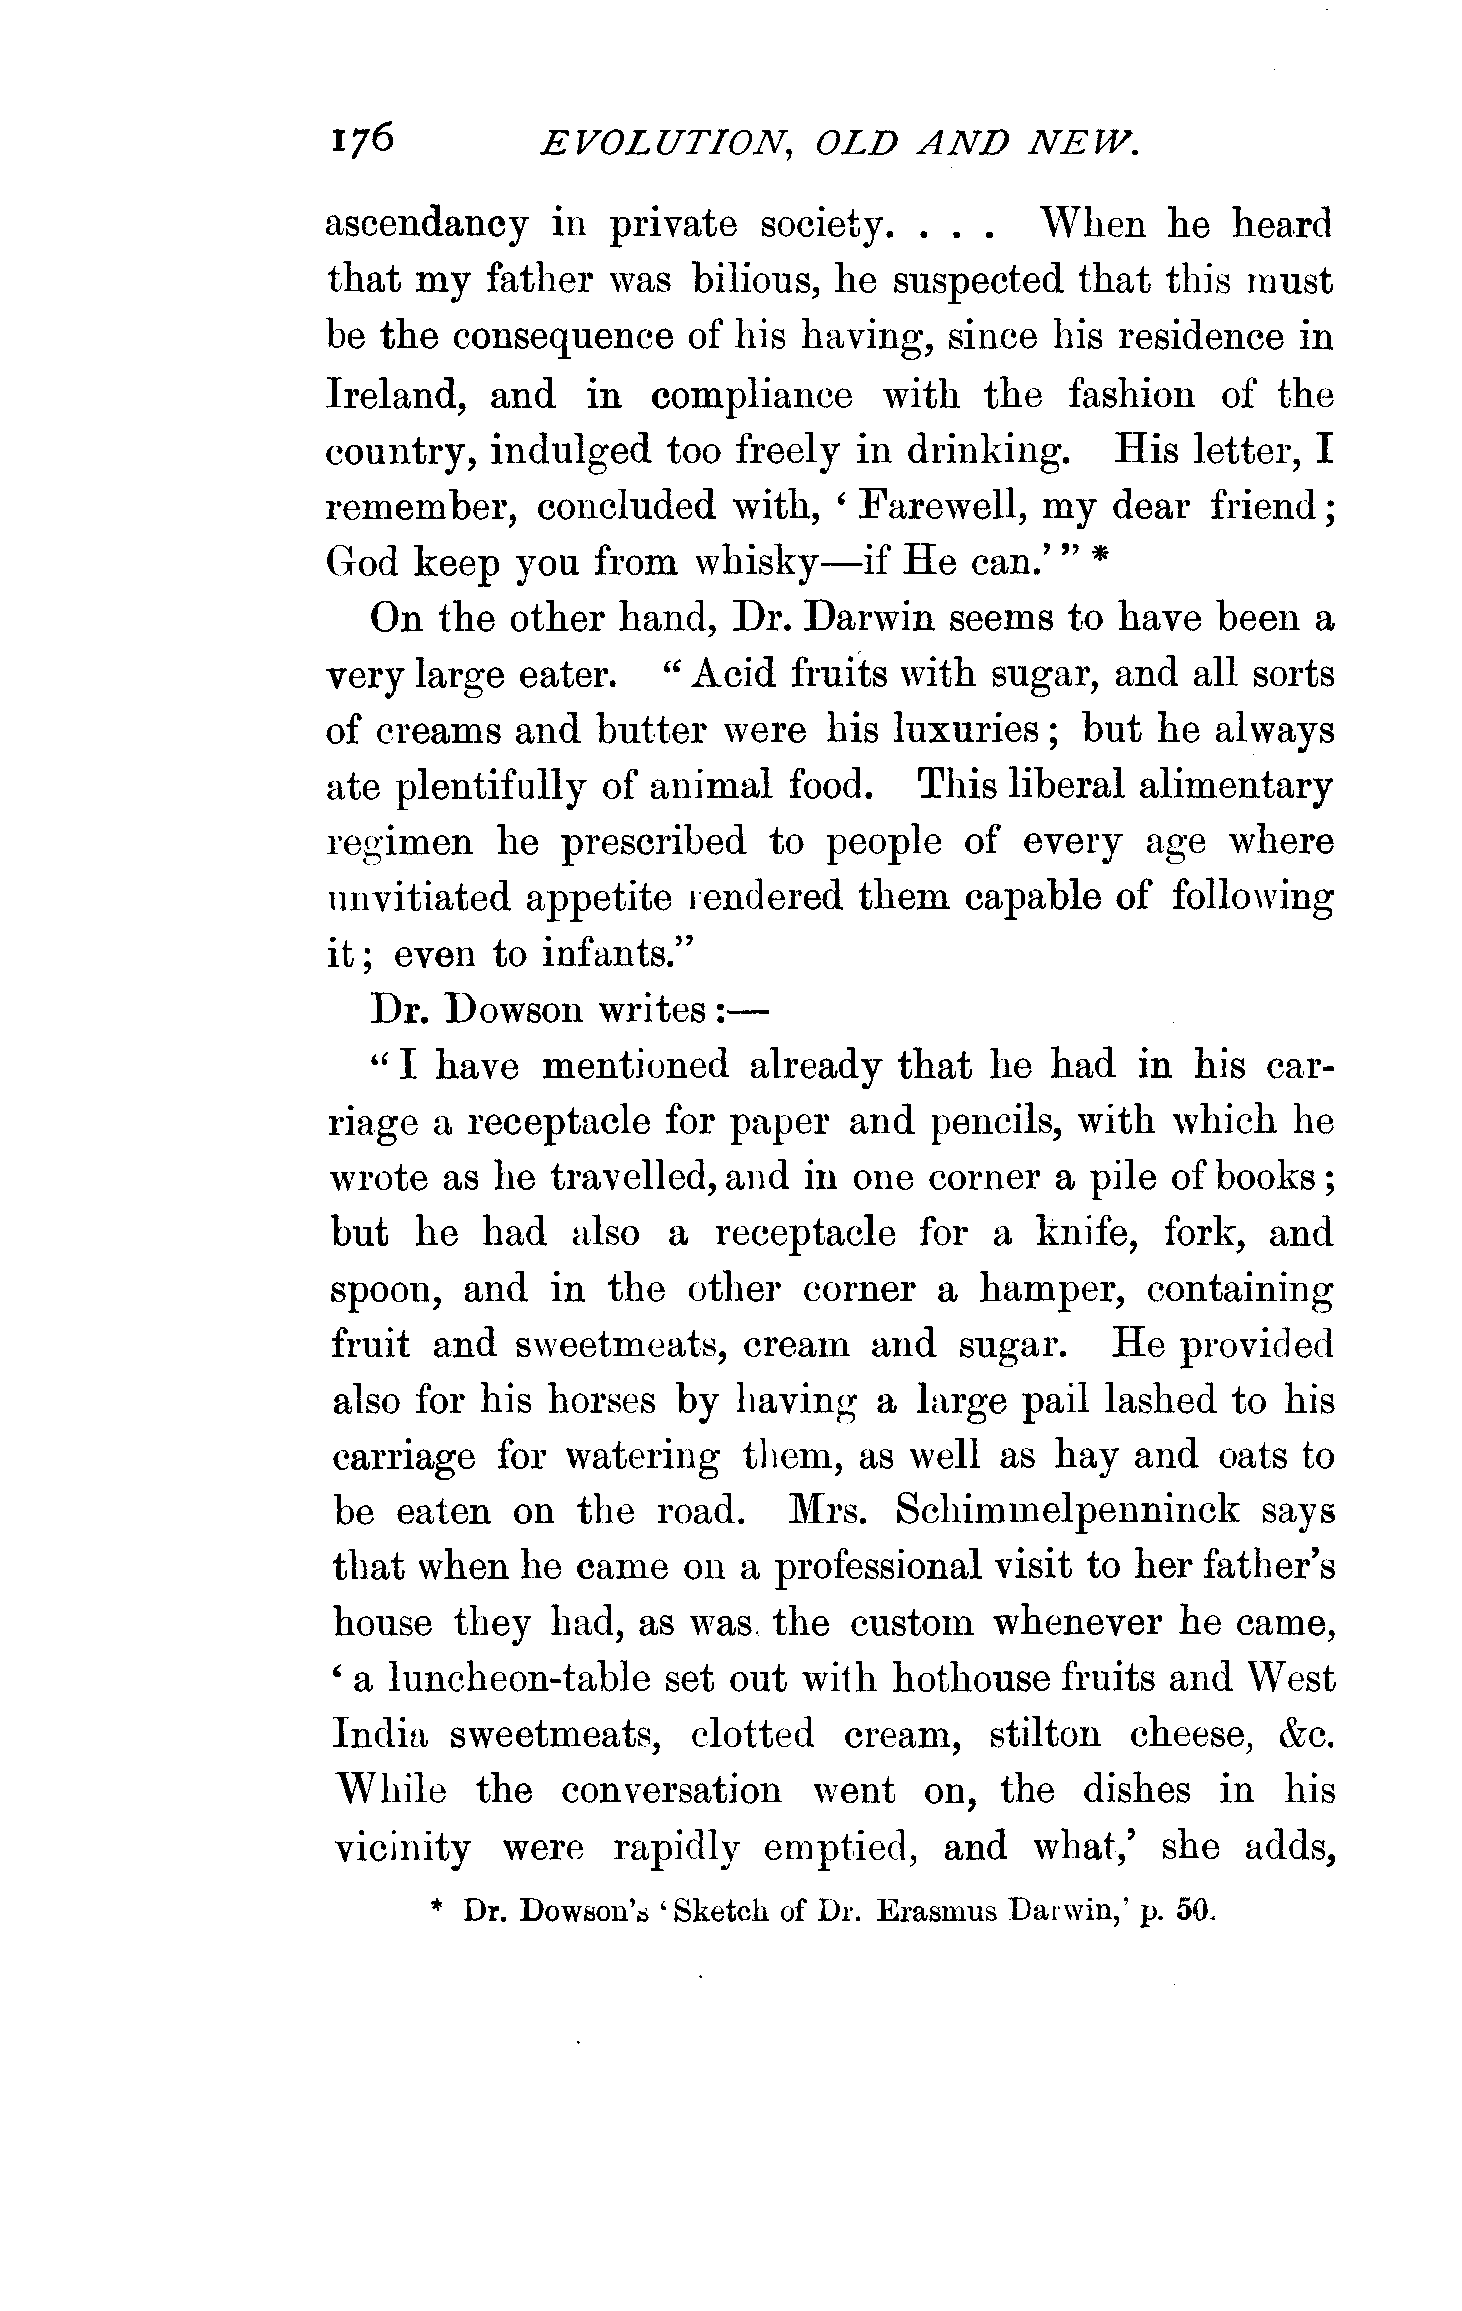 176 EVOLUTION, OLD AND NEW.
ascendancy in private society. . . . When he heard
that my father was bilious, he suspected that this must
be the consequence of his having, since his residence in
Ireland, and in compliance with the fashion of the
country, indulged too freely in drinking. His letter, I
remember, concluded with, ‘ Farewell, my dear friend ;
God keep you from whisky—if He can.’ ” *
On the other hand, Dr. Darwin seems to have been a
very large eater. “ Acid fruits with sugar, and all sorts
of creams and butter were his luxuries ; but he always
ate plentifully of animal food. This liberal alimentary
regimen he prescribed to people of every age where
unvitiated appetite rendered them capable of following
it ; even to infants.”
Dr. Dowson writes :—
“ I have mentioned already that he had in his car-
riage a receptacle for paper and pencils, with which he
wrote as he travelled, and in one corner a pile of books ;
but he had also a receptacle for a knife, fork, and
spoon, and in the other corner a hamper, containing
fruit and sweetmeats, cream and sugar. He provided
also for his horses by having a large pail lashed to his
carriage for watering them, as well as hay and oats to
be eaten on the road. Mrs. Schimmelpenninck says
that when he came on a professional visit to her father’s
house they had, as was the custom whenever he came,
‘ a luncheon-table set out with hothouse fruits and West
India sweetmeats, clotted cream, stilton cheese, &c.
While the conversation went on, the dishes in his
vicinity were rapidly emptied, and what,’ she adds,
* Dr. Dowson’s ‘ Sketch of Dr. Erasmus Darwin,’ p. 50.